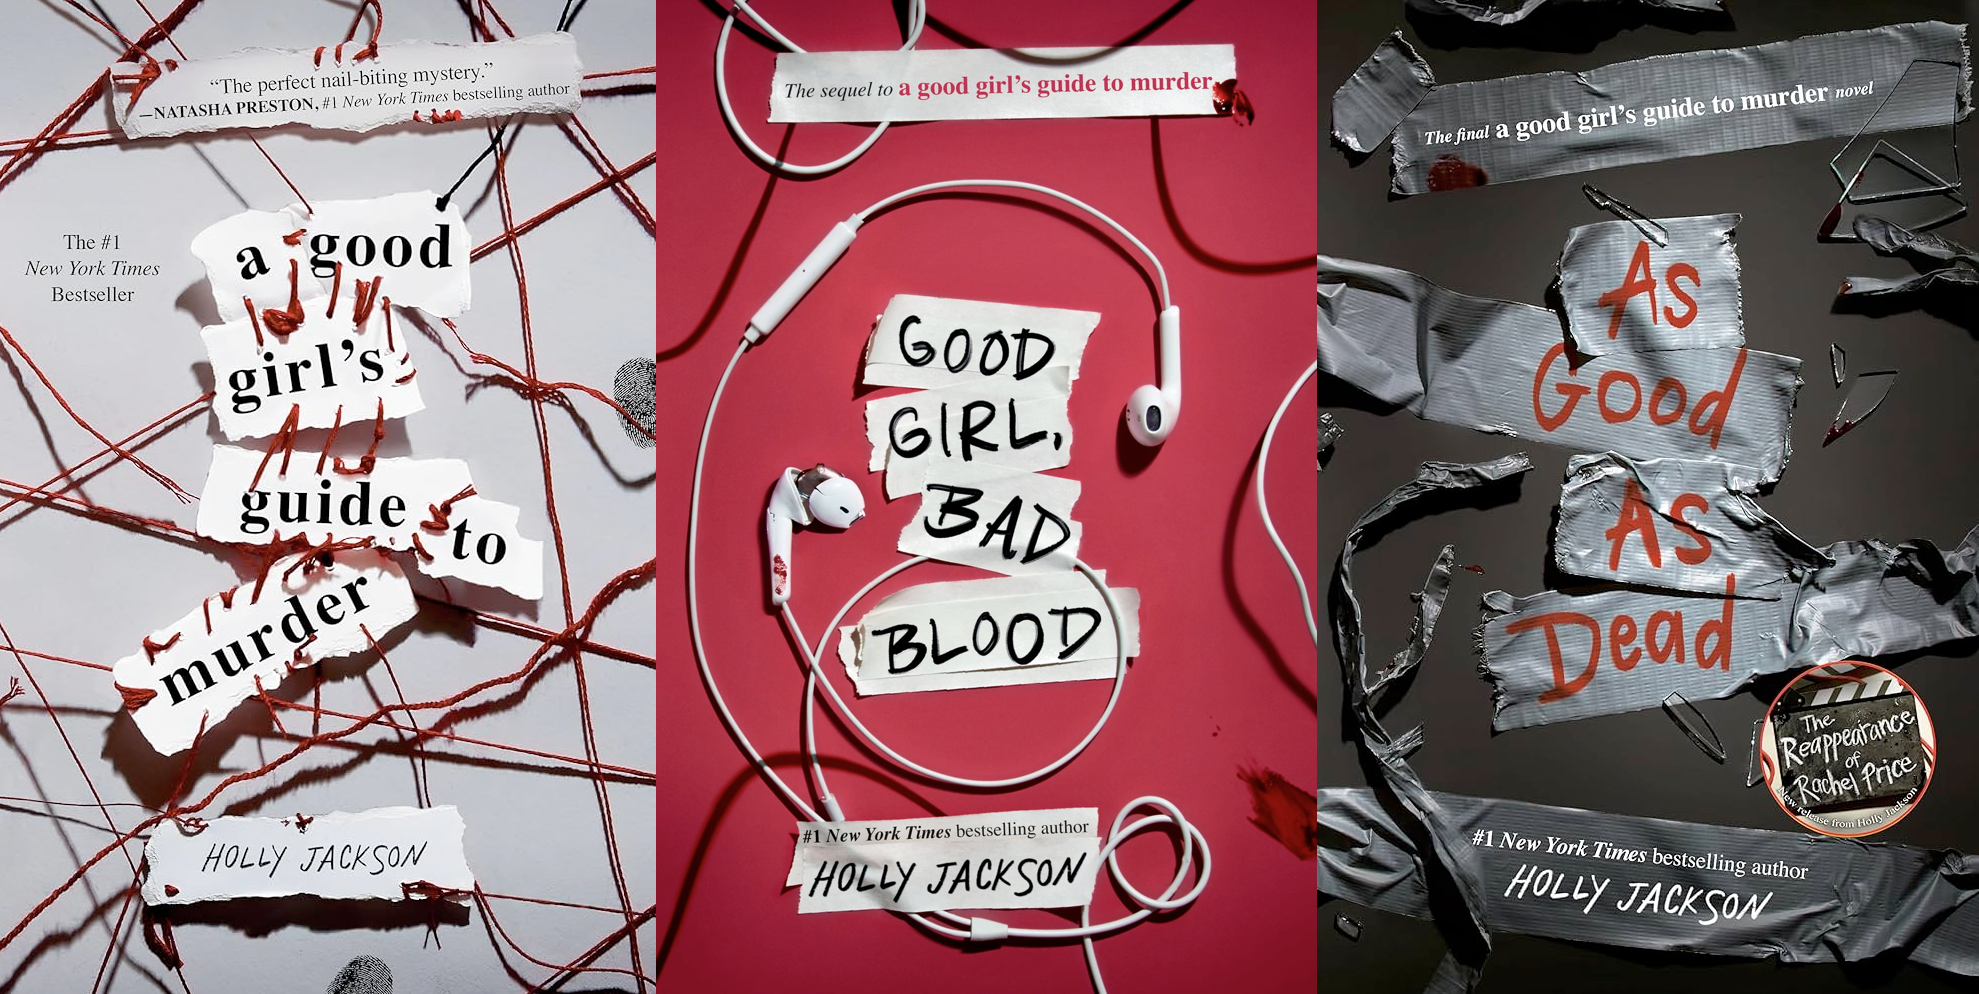 “The perfect nail-biting mystery.”
—NATASHA PRESTON, #1 New York Times bestselling author
The #1
New York Times
Bestseller
a good
girl’s
guide
to
murder
HOLLY JACKSON
The sequel to a good girl’s guide to murder
GOOD
GIRL,
BAD
BLOOD
#1 New York Times bestselling author
HOLLY JACKSON
The final a good girl’s guide to murder novel
As
Good
As
Dead
The
Reappearance
of
Rachel Price
New release from Holly Jackson
#1 New York Times bestselling author
HOLLY JACKSON